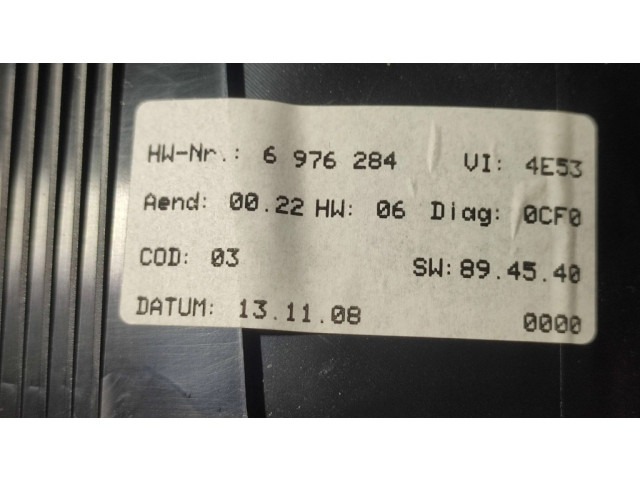 HW-Nr.: 6 976 284 VI: 4E53
Aend: 00.22 HW: 06 Diag: 0CF0
COD: 03 SW: 89.45.40
DATUM: 13.11.08 0000